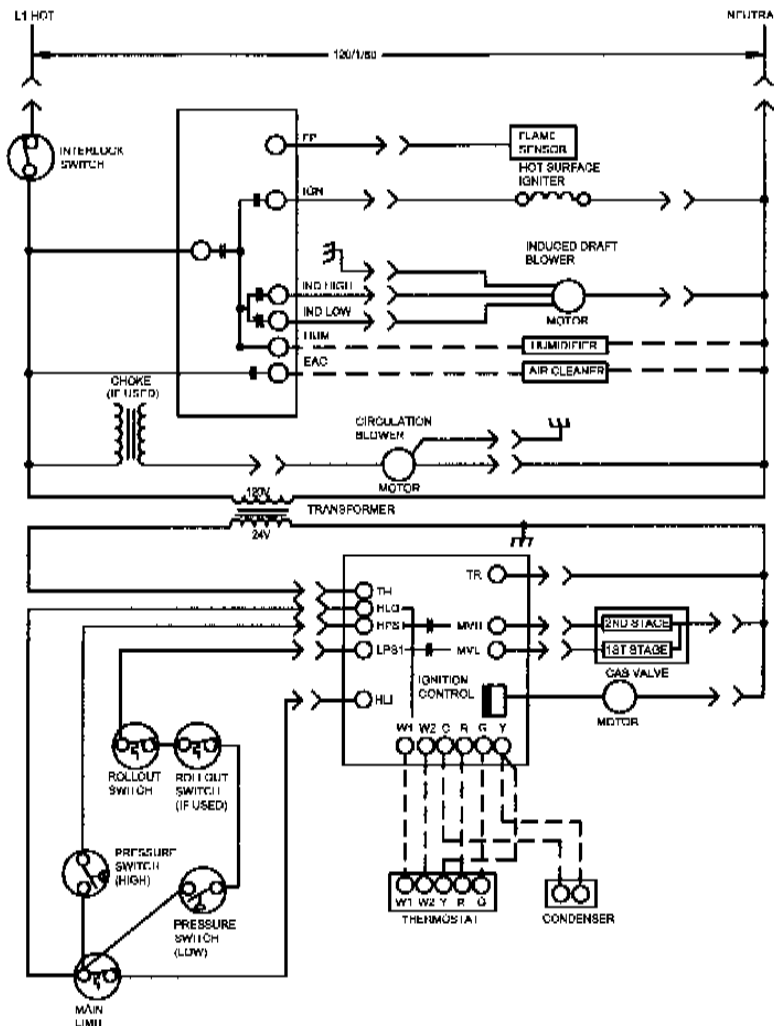 L1 HOT
NEUTRA
120/1/60
INTERLOCK
SWITCH
FP
FLAME
SENSOR
HOT SURFACE
IGNITER
IGN
INDUCED DRAFT
BLOWER
IND HIGH
IND LOW
MOTOR
HUM
HUMIDIFIER
EAC
AIR CLEANER
CHOKE
(IF USED)
CIRCULATION
BLOWER
MOTOR
120V
TRANSFORMER
24V
TR
TH
HLO
HPS
MVH
2ND STAGE
LPS1
MVL
1ST STAGE
GAS VALVE
IGNITION
CONTROL
HLI
MOTOR
W1 W2 C R G Y
ROLLOUT
SWITCH
ROLLOUT
SWITCH
(IF USED)
PRESSURE
SWITCH
(HIGH)
PRESSURE
SWITCH
(LOW)
W1 W2 Y R G
THERMOSTAT
CONDENSER
MAIN
LIMIT